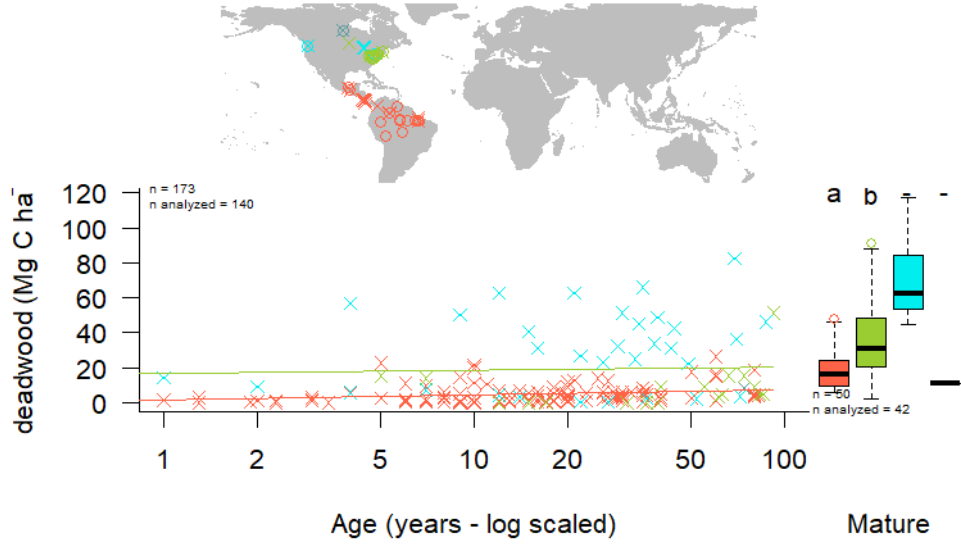 n = 173
n analyzed = 140
deadwood (Mg C ha⁻
120
100
80
60
40
20
0
a b - -
n = 50
n analyzed = 42
1 2 5 10 20 50 100
Age (years - log scaled)
Mature